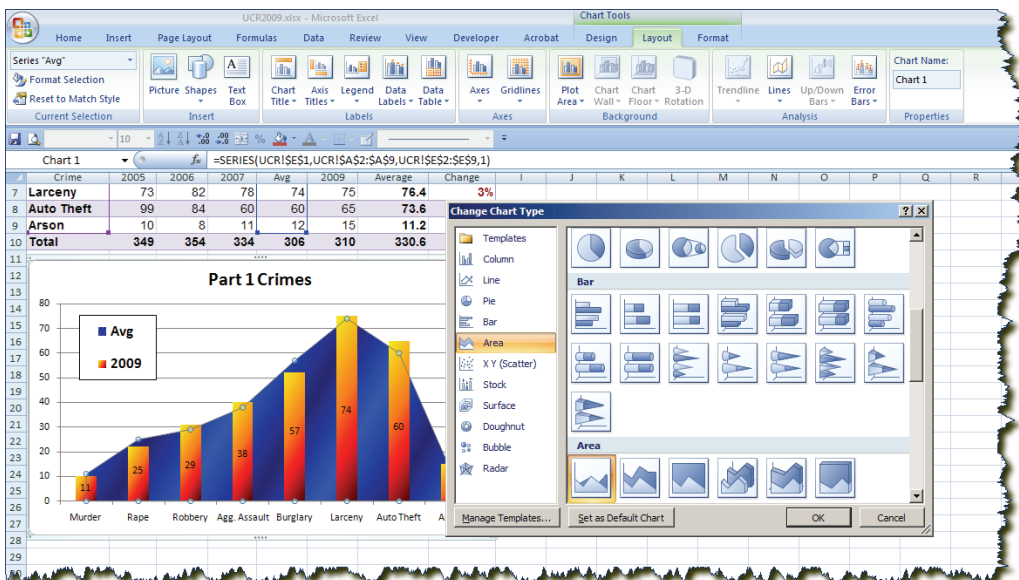 UCR2009.xlsx - Microsoft Excel
Chart Tools
Home Insert Page Layout Formulas Data Review View Developer Acrobat Design Layout Format
Series "Avg"
Format Selection
Reset to Match Style
Current Selection
Picture Shapes Text Box
Insert
Chart Title Axis Titles Legend Data Labels Data Table
Labels
Axes Gridlines
Axes
Plot Area Chart Wall Chart Floor 3-D Rotation
Background
Trendline Lines Up/Down Bars Error Bars
Analysis
Chart Name:
Chart 1
Properties
10
Chart 1 fx =SERIES(UCR!$E$1,UCR!$A$2:$A$9,UCR!$E$2:$E$9,1)
Crime 2005 2006 2007 Avg 2009 Average Change I J K L M N O P Q R
7 Larceny 73 82 78 74 75 76.4 3%
8 Auto Theft 99 84 60 60 65 73.6
9 Arson 10 8 11 12 15 11.2
10 Total 349 354 334 306 310 330.6
11
12
13
14
15
16
17
18
19
20
21
22
23
24
25
26
27
28
29
Part 1 Crimes
80
70
60
50
40
30
20
10
0
Avg
2009
11 25 29 38 57 74 60
Murder Rape Robbery Agg. Assault Burglary Larceny Auto Theft
Change Chart Type
Templates
Column
Line
Pie
Bar
Area
X Y (Scatter)
Stock
Surface
Doughnut
Bubble
Radar
Bar
Area
Manage Templates... Set as Default Chart OK Cancel